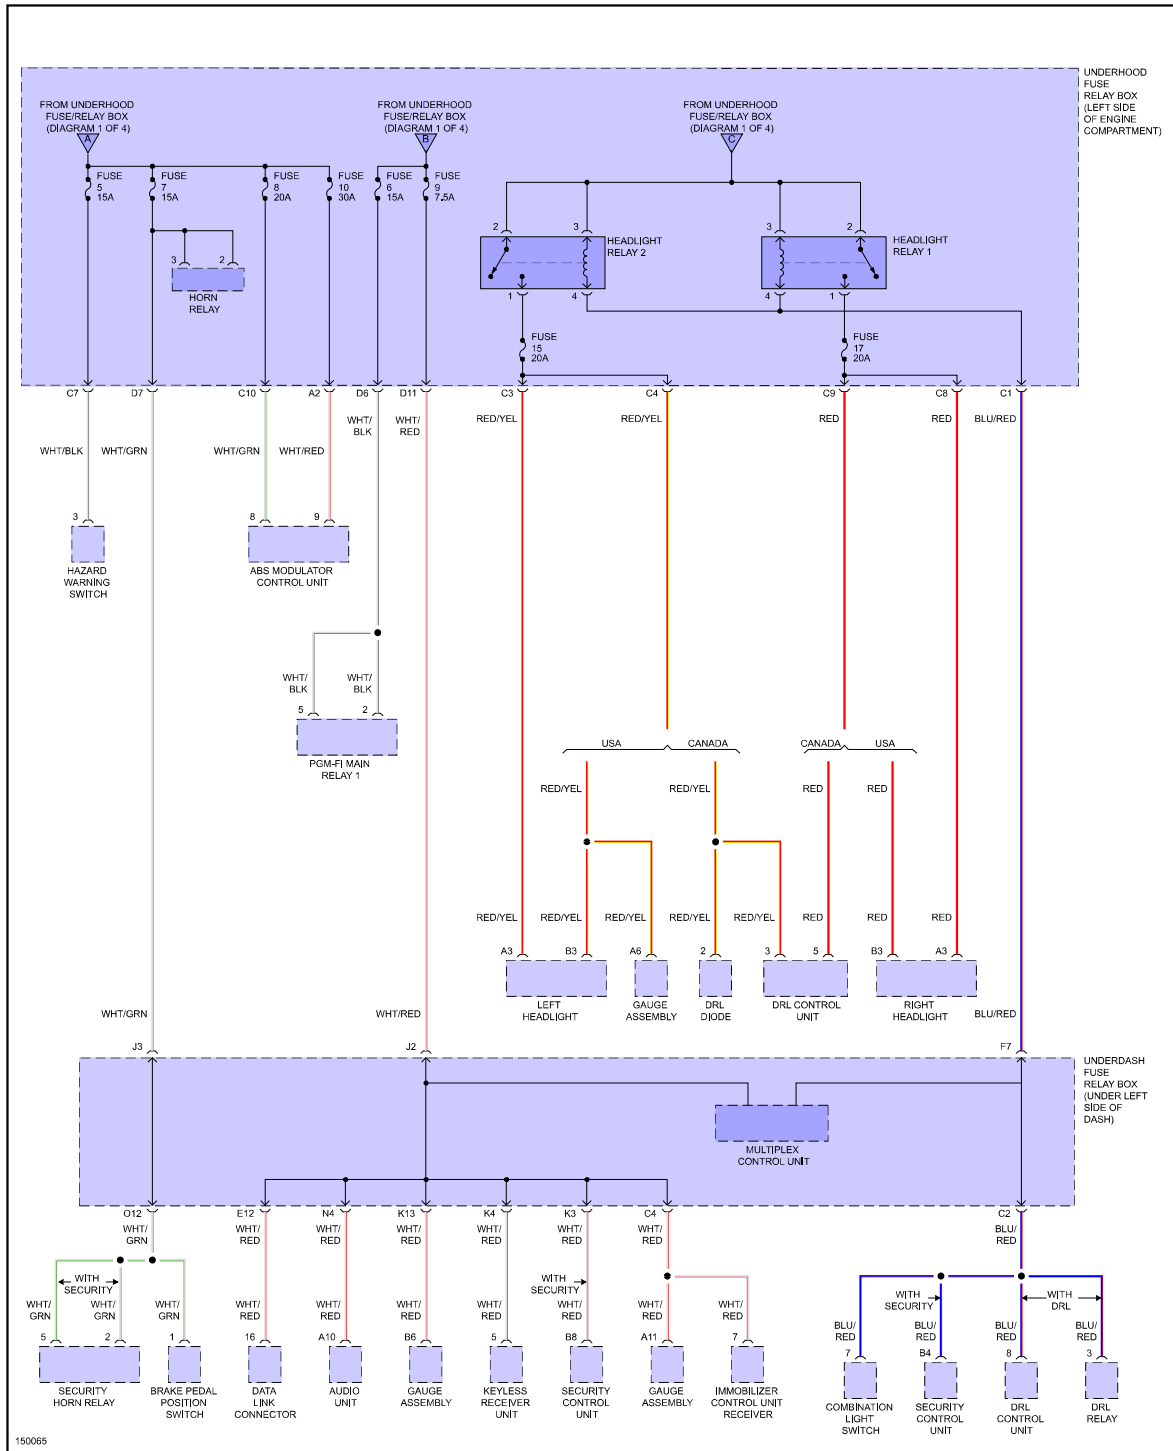 UNDERHOOD
FUSE
RELAY BOX
(LEFT SIDE
OF ENGINE
COMPARTMENT)
FROM UNDERHOOD
FUSE/RELAY BOX
(DIAGRAM 1 OF 4)
A
FROM UNDERHOOD
FUSE/RELAY BOX
(DIAGRAM 1 OF 4)
B
FROM UNDERHOOD
FUSE/RELAY BOX
(DIAGRAM 1 OF 4)
C
FUSE
5
15A
FUSE
7
15A
FUSE
8
20A
FUSE
10
30A
FUSE
6
15A
FUSE
9
7.5A
3 2
HORN
RELAY
2 3
HEADLIGHT
RELAY 2
1 4
3 2
HEADLIGHT
RELAY 1
4 1
FUSE
15
20A
FUSE
17
20A
C7 D7 C10 A2 D6 D11 C3 C4 C9 C8 C1
WHT/
BLK
WHT/
RED
RED/YEL RED/YEL RED RED BLU/RED
WHT/BLK WHT/GRN WHT/GRN WHT/RED
3
HAZARD
WARNING
SWITCH
8 9
ABS MODULATOR
CONTROL UNIT
WHT/
BLK
WHT/
BLK
5 2
PGM-FI MAIN
RELAY 1
USA CANADA
CANADA USA
RED/YEL RED/YEL RED RED
RED/YEL RED/YEL RED/YEL RED/YEL RED/YEL RED RED RED
A3 B3 A6 2 3 5 B3 A3
LEFT
HEADLIGHT
GAUGE
ASSEMBLY
DRL
DIODE
DRL CONTROL
UNIT
RIGHT
HEADLIGHT
WHT/GRN WHT/RED BLU/RED
J3 J2 F7
UNDERDASH
FUSE
RELAY BOX
(UNDER LEFT
SIDE OF
DASH)
MULTIPLEX
CONTROL UNIT
O12 E12 N4 K13 K4 K3 C4 C2
WHT/
GRN
WHT/
RED
WHT/
RED
WHT/
RED
WHT/
RED
WHT/
RED
WHT/
RED
BLU/
RED
WITH
SECURITY
WITH
SECURITY
WITH
SECURITY
WITH
DRL
WHT/
GRN
WHT/
GRN
WHT/
GRN
WHT/
RED
WHT/
RED
WHT/
RED
WHT/
RED
WHT/
RED
WHT/
RED
WHT/
RED
BLU/
RED
BLU/
RED
BLU/
RED
BLU/
RED
5 2 1 16 A10 B6 5 B8 A11 7 7 B4 8 3
SECURITY
HORN RELAY
BRAKE PEDAL
POSITION
SWITCH
DATA
LINK
CONNECTOR
AUDIO
UNIT
GAUGE
ASSEMBLY
KEYLESS
RECEIVER
UNIT
SECURITY
CONTROL
UNIT
GAUGE
ASSEMBLY
IMMOBILIZER
CONTROL UNIT
RECEIVER
COMBINATION
LIGHT
SWITCH
SECURITY
CONTROL
UNIT
DRL
CONTROL
UNIT
DRL
RELAY
150065